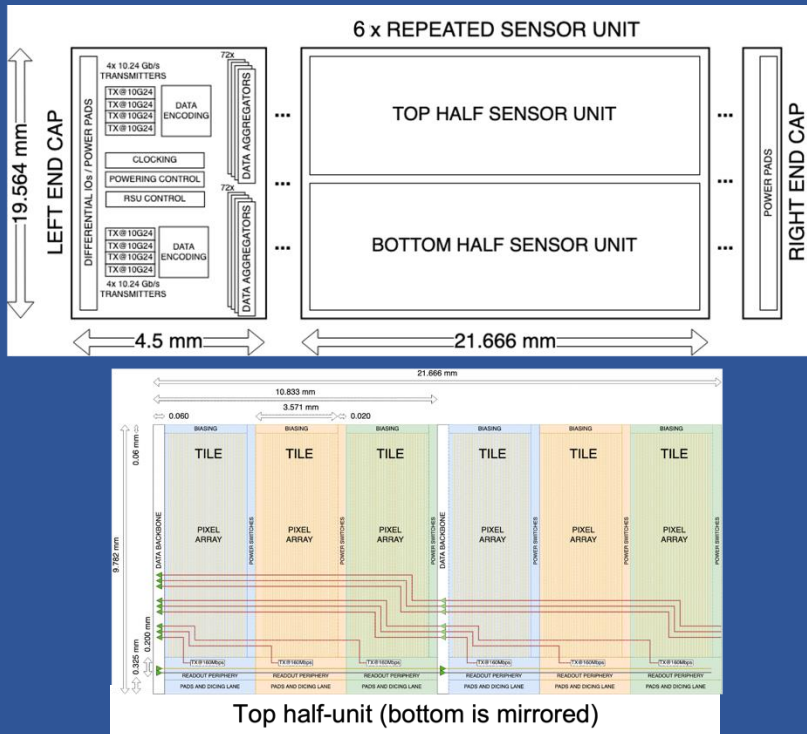 6 x REPEATED SENSOR UNIT
19.564 mm
LEFT END CAP
DIFFERENTIAL IOs / POWER PADS
4x 10.24 Gb/s
TRANSMITTERS
TX@10G24
TX@10G24
TX@10G24
TX@10G24
DATA
ENCODING
72x
DATA AGGREGATORS
CLOCKING
POWERING CONTROL
RSU CONTROL
72x
DATA AGGREGATORS
TX@10G24
TX@10G24
TX@10G24
TX@10G24
DATA
ENCODING
4x 10.24 Gb/s
TRANSMITTERS
...
...
...
TOP HALF SENSOR UNIT
BOTTOM HALF SENSOR UNIT
...
...
...
POWER PADS
RIGHT END CAP
4.5 mm
21.666 mm
21.666 mm
10.833 mm
0.060
3.571 mm
0.020
0.06 mm
9.782 mm
0.200 mm
0.325 mm
BIASING
BIASING
BIASING
BIASING
BIASING
BIASING
TILE
TILE
TILE
TILE
TILE
TILE
DATA BACKBONE
PIXEL
ARRAY
POWER SWITCHES
PIXEL
ARRAY
POWER SWITCHES
PIXEL
ARRAY
POWER SWITCHES
DATA BACKBONE
PIXEL
ARRAY
POWER SWITCHES
PIXEL
ARRAY
POWER SWITCHES
PIXEL
ARRAY
POWER SWITCHES
TX@160Mbps
TX@160Mbps
TX@160Mbps
TX@160Mbps
TX@160Mbps
TX@160Mbps
READOUT PERIPHERY
READOUT PERIPHERY
READOUT PERIPHERY
READOUT PERIPHERY
READOUT PERIPHERY
READOUT PERIPHERY
PADS AND DICING LANE
PADS AND DICING LANE
PADS AND DICING LANE
PADS AND DICING LANE
PADS AND DICING LANE
PADS AND DICING LANE
Top half-unit (bottom is mirrored)